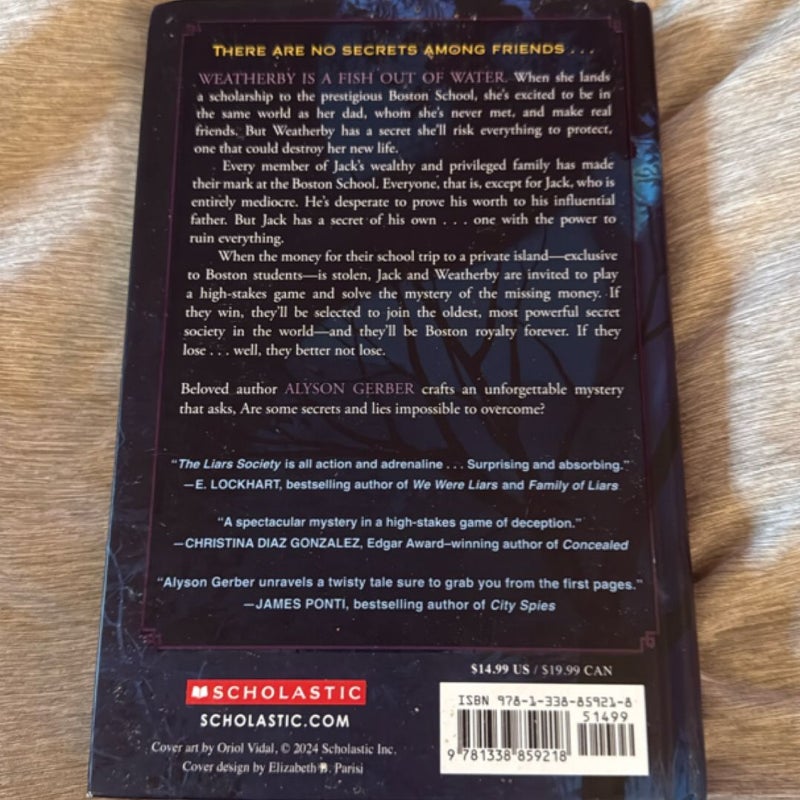 THERE ARE NO SECRETS AMONG FRIENDS . . .
WEATHERBY IS A FISH OUT OF WATER. When she lands
a scholarship to the prestigious Boston School, she's excited to be in
the same world as her dad, whom she's never met, and make real
friends. But Weatherby has a secret she'll risk everything to protect,
one that could destroy her new life.
Every member of Jack's wealthy and privileged family has made
their mark at the Boston School. Everyone, that is, except for Jack, who is
entirely mediocre. He's desperate to prove his worth to his influential
father. But Jack has a secret of his own . . . one with the power to
ruin everything.
When the money for their school trip to a private island—exclusive
to Boston students—is stolen, Jack and Weatherby are invited to play
a high-stakes game and solve the mystery of the missing money. If
they win, they'll be selected to join the oldest, most powerful secret
society in the world—and they'll be Boston royalty forever. If they
lose . . . well, they better not lose.
Beloved author ALYSON GERBER crafts an unforgettable mystery
that asks, Are some secrets and lies impossible to overcome?
"The Liars Society is all action and adrenaline . . . Surprising and absorbing."
—E. LOCKHART, bestselling author of We Were Liars and Family of Liars
"A spectacular mystery in a high-stakes game of deception."
—CHRISTINA DIAZ GONZALEZ, Edgar Award–winning author of Concealed
"Alyson Gerber unravels a twisty tale sure to grab you from the first pages."
—JAMES PONTI, bestselling author of City Spies
$14.99 US / $19.99 CAN
SCHOLASTIC
SCHOLASTIC.COM
ISBN 978-1-338-85921-8
51499
9 781338 859218
Cover art by Oriol Vidal, © 2024 Scholastic Inc.
Cover design by Elizabeth B. Parisi